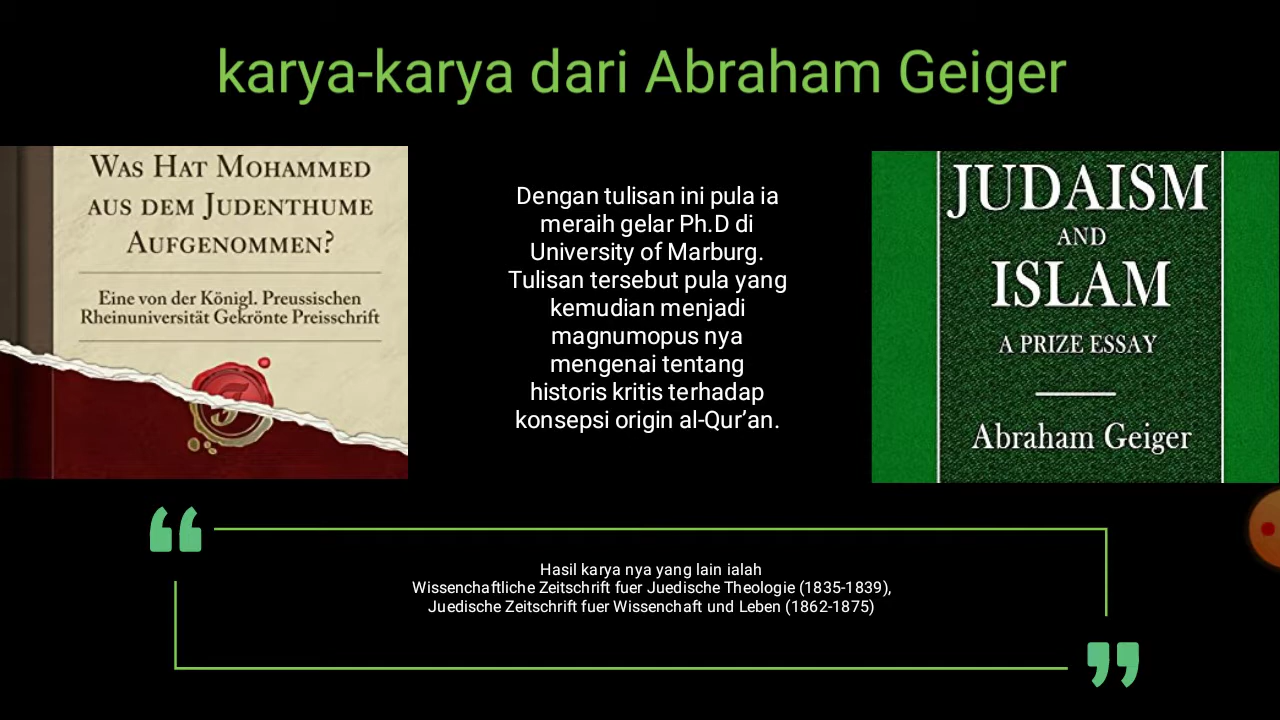 karya-karya dari Abraham Geiger
WAS HAT MOHAMMED
AUS DEM JUDENTHUME
AUFGENOMMEN?
Eine von der Königl. Preussischen
Rheinuniversität Gekrönte Preisschrift
Dengan tulisan ini pula ia
meraih gelar Ph.D di
University of Marburg.
Tulisan tersebut pula yang
kemudian menjadi
magnumopus nya
mengenai tentang
historis kritis terhadap
konsepsi origin al-Qur’an.
JUDAISM
AND
ISLAM
A PRIZE ESSAY
Abraham Geiger
Hasil karya nya yang lain ialah
Wissenchaftliche Zeitschrift fuer Juedische Theologie (1835-1839),
Juedische Zeitschrift fuer Wissenchaft und Leben (1862-1875)